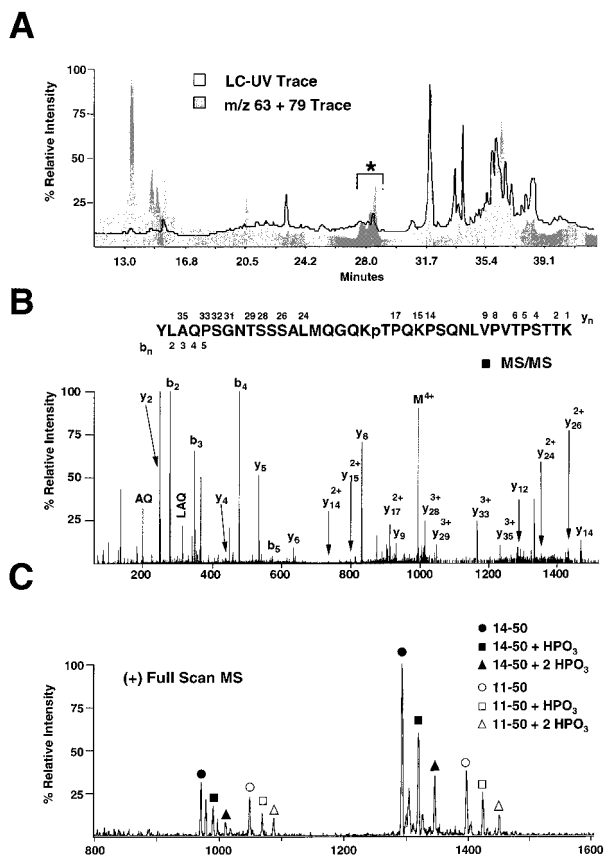 A
% Relative Intensity
100
75
50
25
LC-UV Trace
m/z 63 + 79 Trace
*
13.0 15.8 20.5 24.2 28.0 31.7 35.4 39.1
Minutes
B
35 33 32 31 29 28 26 24 17 15 14 9 8 6 5 4 2 1 yn
YLAQPSGNTSSSALMQGQKpTPQKPSQNLVPVTPSTTK
bn 2 3 4 5
MS/MS
% Relative Intensity
100
75
50
25
y2
b2
b4
b3
AQ
LAQ
y4
y5
b5
y6
y14 2+
y15 2+
y6
y17 2+
y9
M4+
y28 3+
y29 3+
y33 3+
y35 3+
y12
y24 2+
y26 2+
y14
200 400 600 800 1000 1200 1400
C
(+) Full Scan MS
14-50
14-50 + HPO3
14-50 + 2 HPO3
11-50
11-50 + HPO3
11-50 + 2 HPO3
% Relative Intensity
100
75
50
25
800 1000 1200 1400 1600